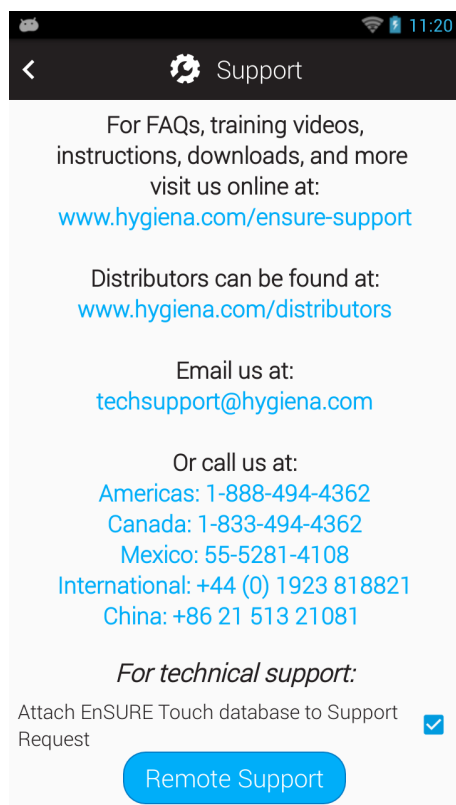 11:20
Support
For FAQs, training videos,
instructions, downloads, and more
visit us online at:
www.hygiena.com/ensure-support
Distributors can be found at:
www.hygiena.com/distributors
Email us at:
techsupport@hygiena.com
Or call us at:
Americas: 1-888-494-4362
Canada: 1-833-494-4362
Mexico: 55-5281-4108
International: +44 (0) 1923 818821
China: +86 21 513 21081
For technical support:
Attach EnSURE Touch database to Support
Request
Remote Support